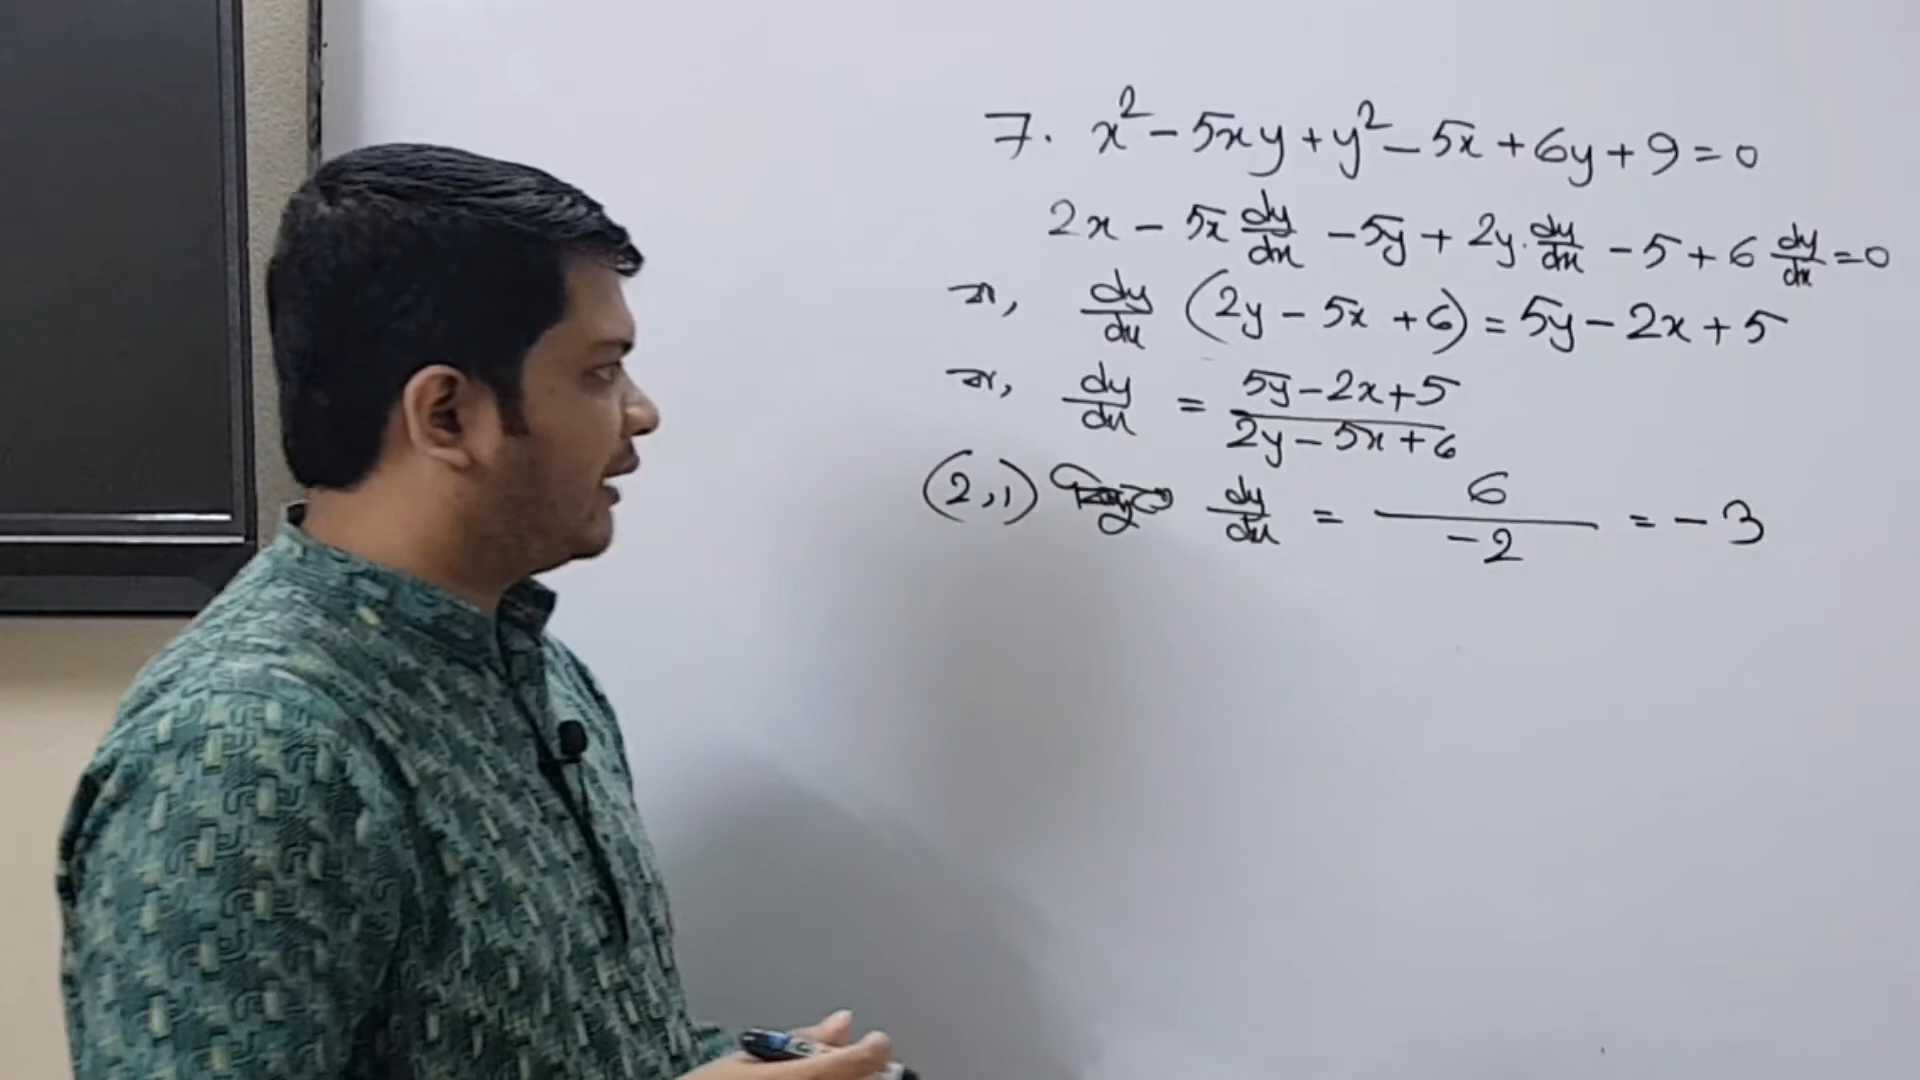 7. x² - 5xy + y² - 5x + 6y + 9 = 0
2x - 5x dy/dx - 5y + 2y. dy/dx - 5 + 6 dy/dx = 0
বা, dy/dx (2y - 5x + 6) = 5y - 2x + 5
বা, dy/dx = (5y - 2x + 5)/(2y - 5x + 6)
(2,1) dy/dx = 6/-2 = -3